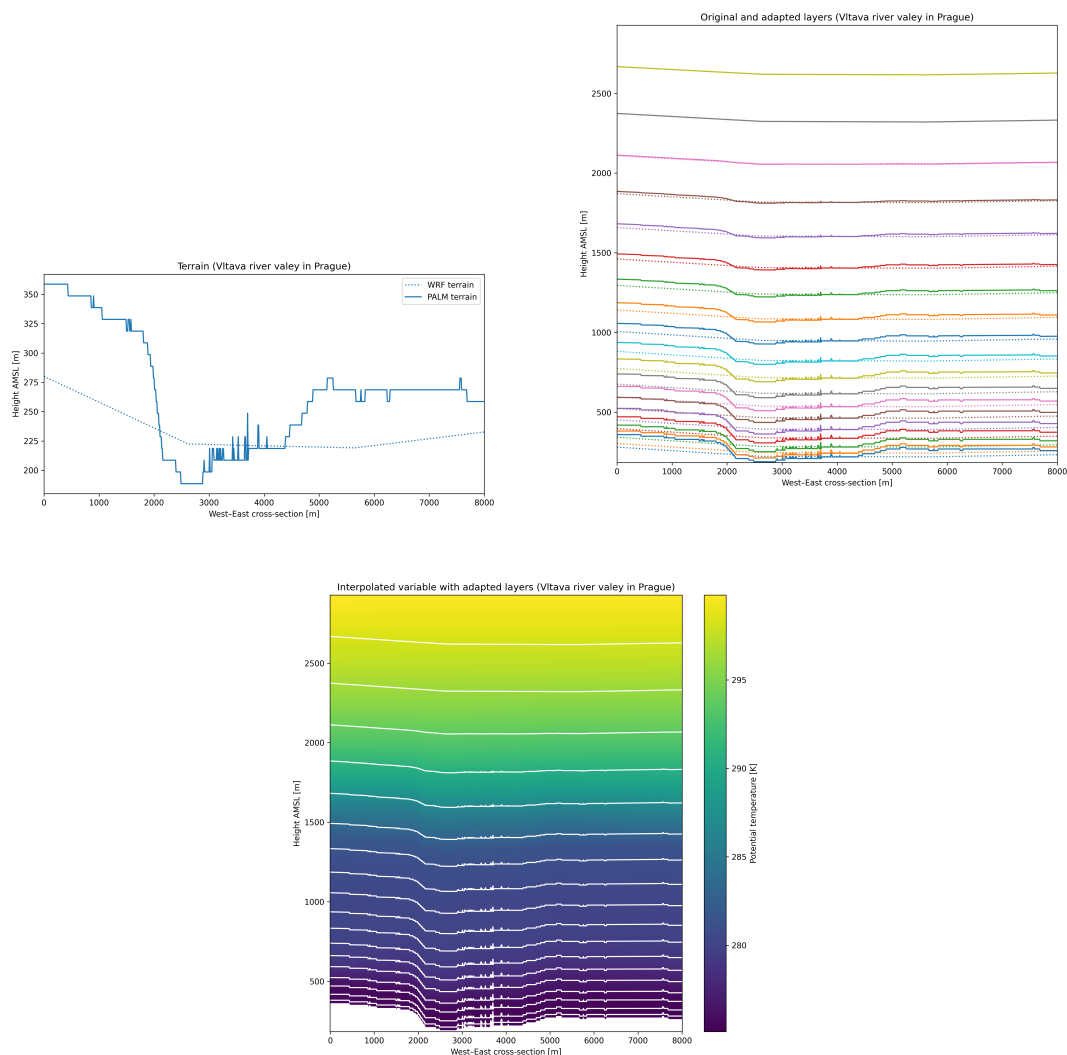 Terrain (Vltava river valey in Prague)
Height AMSL [m]
350
325
300
275
250
225
200
WRF terrain
PALM terrain
0 1000 2000 3000 4000 5000 6000 7000 8000
West–East cross-section [m]
Original and adapted layers (Vltava river valey in Prague)
Height AMSL [m]
2500
2000
1500
1000
500
0 1000 2000 3000 4000 5000 6000 7000 8000
West–East cross-section [m]
Interpolated variable with adapted layers (Vltava river valey in Prague)
Height AMSL [m]
2500
2000
1500
1000
500
0 1000 2000 3000 4000 5000 6000 7000 8000
West–East cross-section [m]
295
290
285
280
Potential temperature [K]